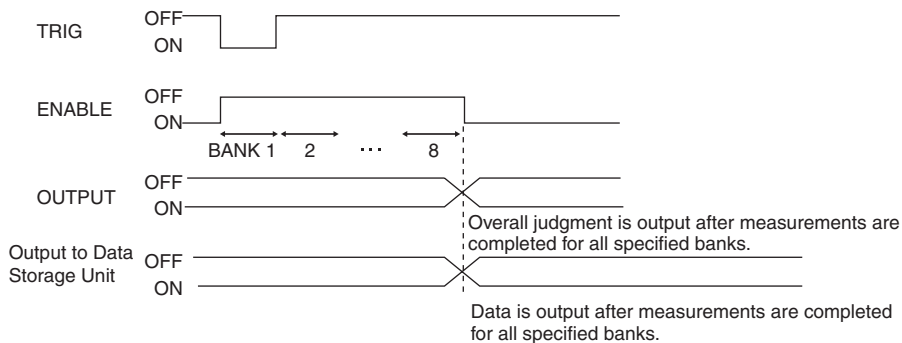 OFF
TRIG
ON
OFF
ENABLE
ON
BANK 1 2 ... 8
OFF
OUTPUT
ON
Overall judgment is output after measurements are
completed for all specified banks.
Output to Data
Storage Unit
OFF
ON
Data is output after measurements are completed
for all specified banks.